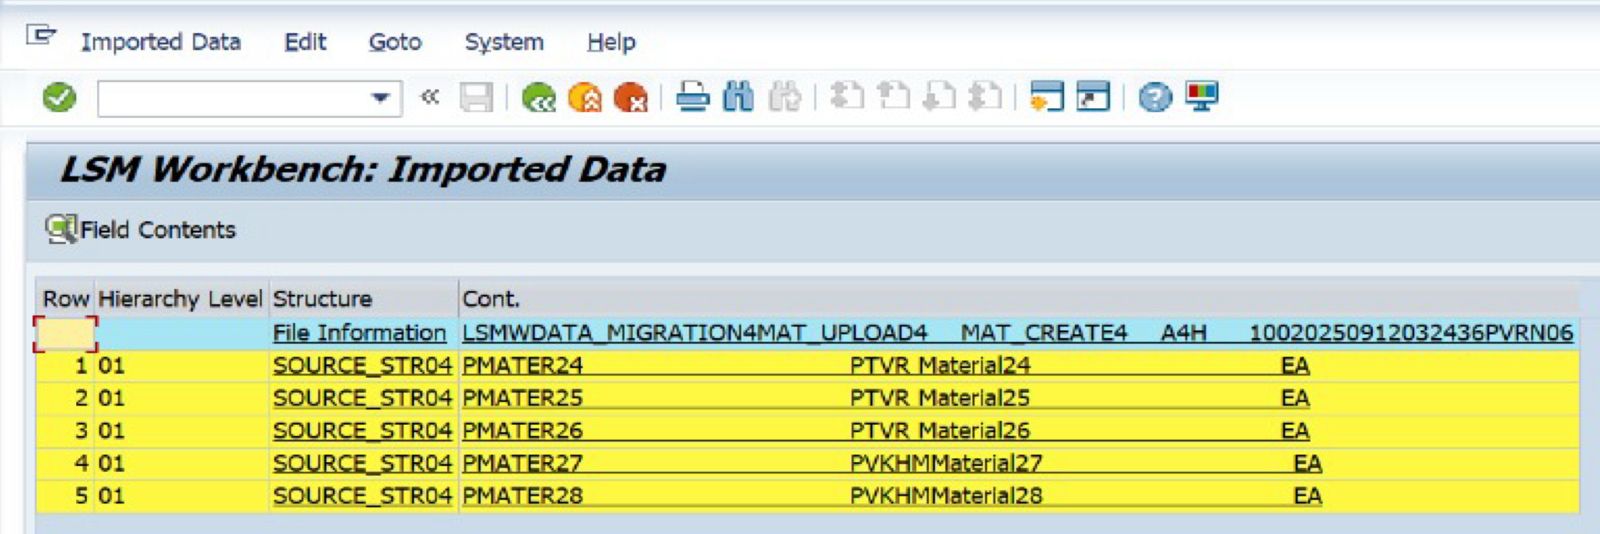 Imported Data Edit Goto System Help
LSM Workbench: Imported Data
Field Contents
Row Hierarchy Level Structure Cont.
File Information LSMWDATA_MIGRATION4MAT_UPLOAD4 MAT_CREATE4 A4H 10020250912032436PVRN06
1 01 SOURCE_STR04 PMATER24 PTVR Material24 EA
2 01 SOURCE_STR04 PMATER25 PTVR Material25 EA
3 01 SOURCE_STR04 PMATER26 PTVR Material26 EA
4 01 SOURCE_STR04 PMATER27 PVKHMMaterial27 EA
5 01 SOURCE_STR04 PMATER28 PVKHMMaterial28 EA